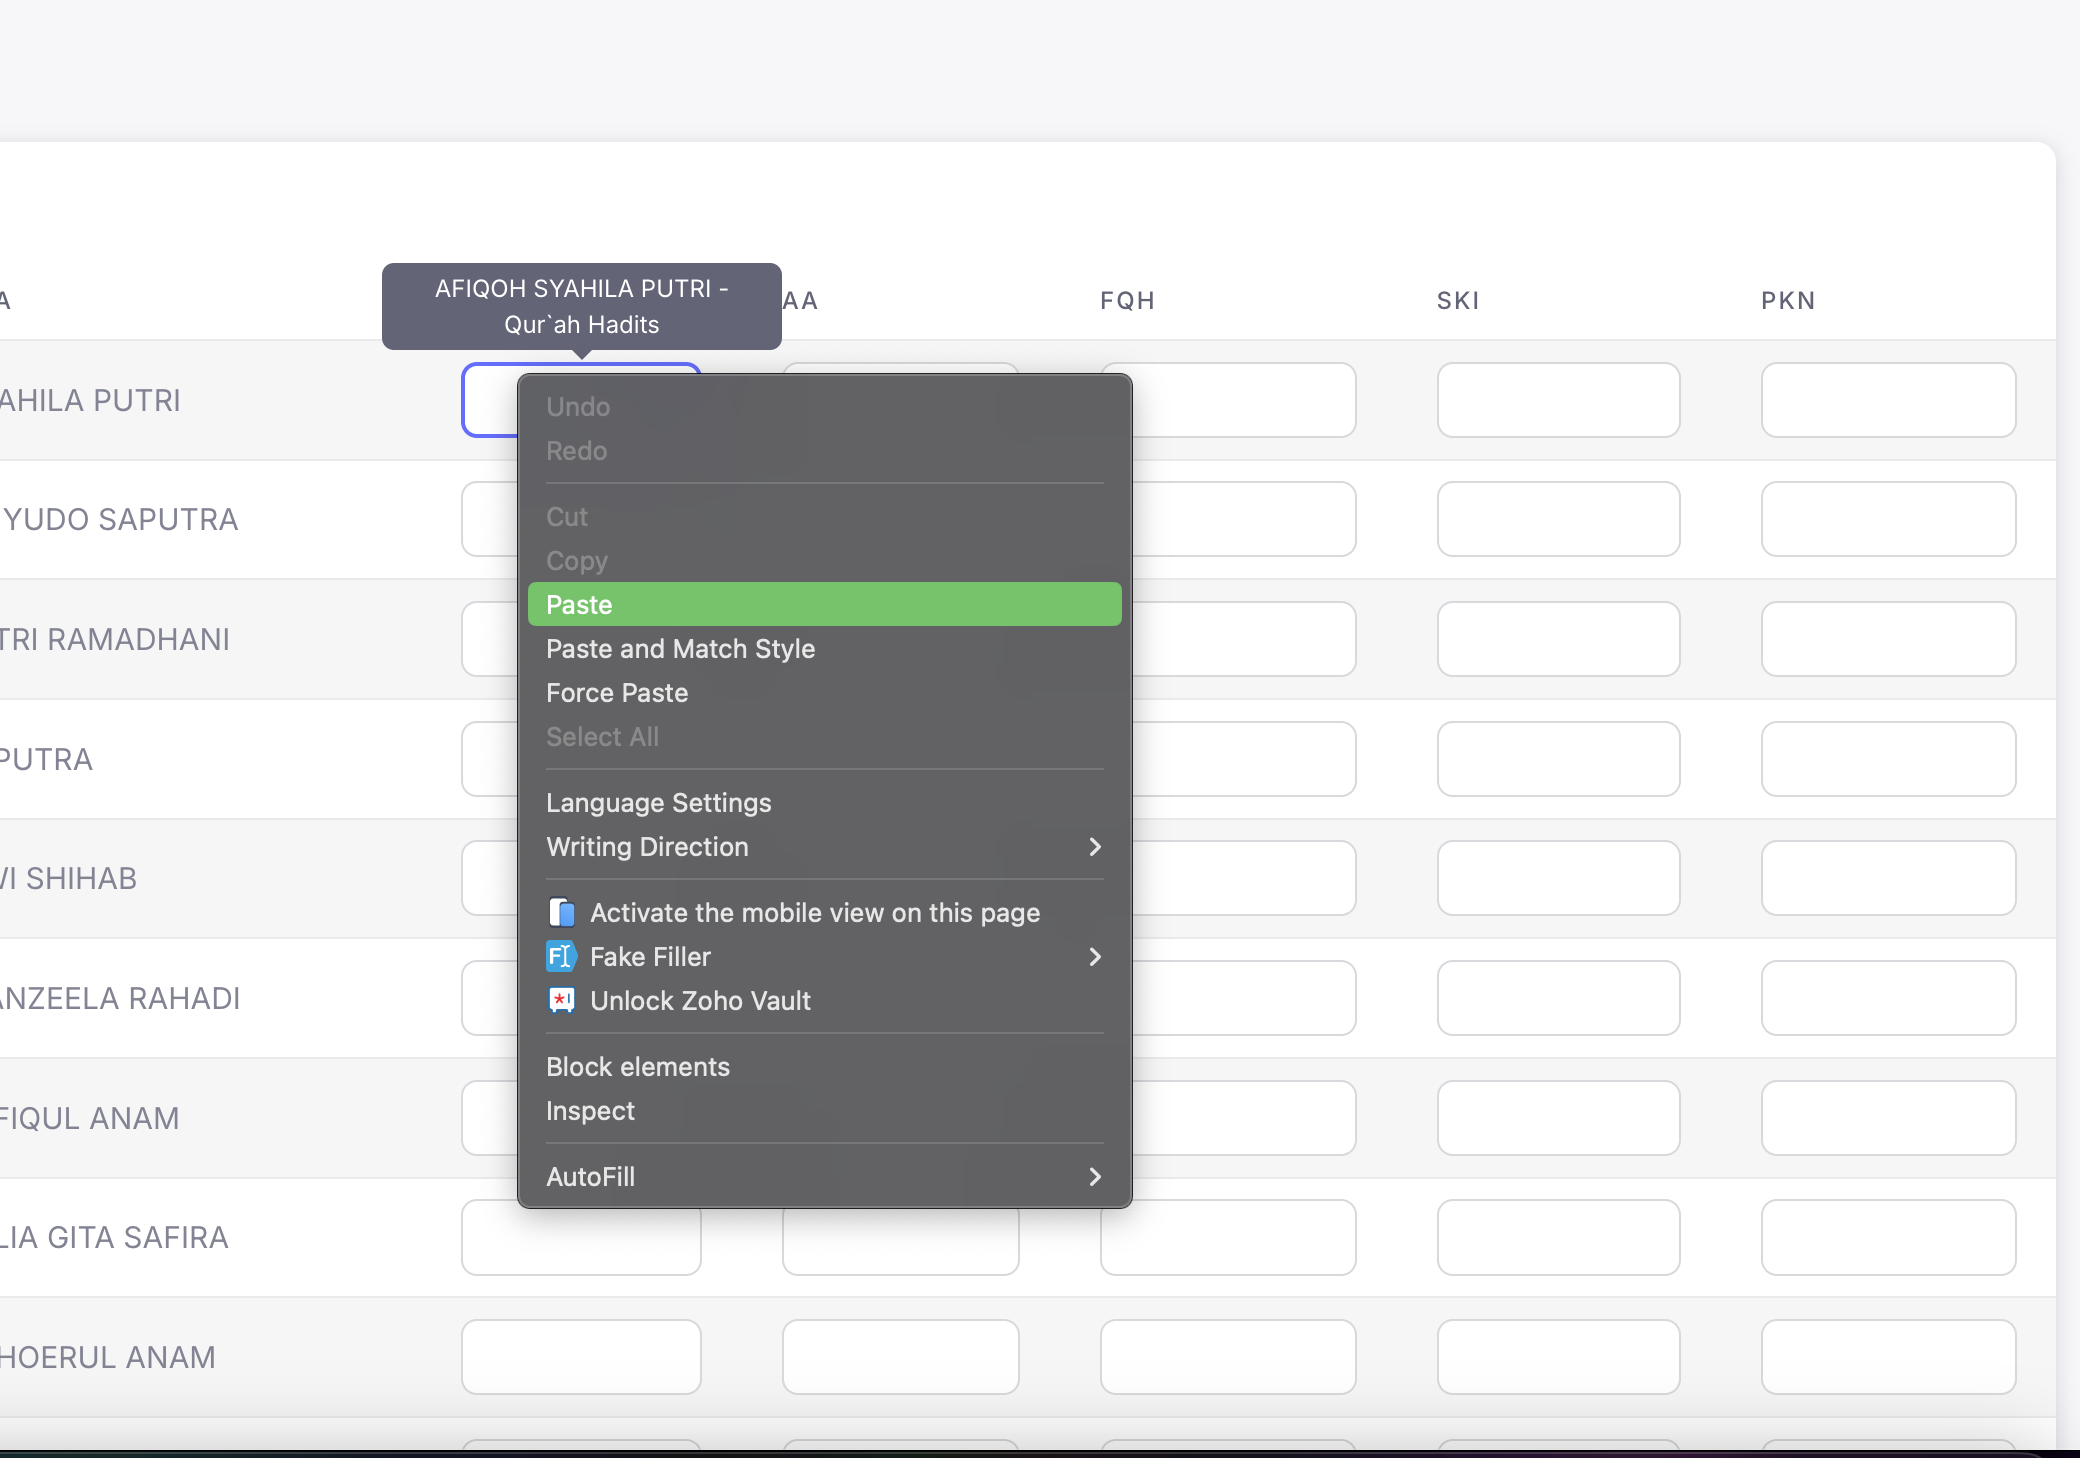 A
AA
FQH
SKI
PKN
AFIQOH SYAHILA PUTRI -
Qur`ah Hadits
AHILA PUTRI
YUDO SAPUTRA
TRI RAMADHANI
PUTRA
WI SHIHAB
ANZEELA RAHADI
FIQUL ANAM
LIA GITA SAFIRA
HOERUL ANAM
Undo
Redo
Cut
Copy
Paste
Paste and Match Style
Force Paste
Select All
Language Settings
Writing Direction
Activate the mobile view on this page
Fake Filler
Unlock Zoho Vault
Block elements
Inspect
AutoFill